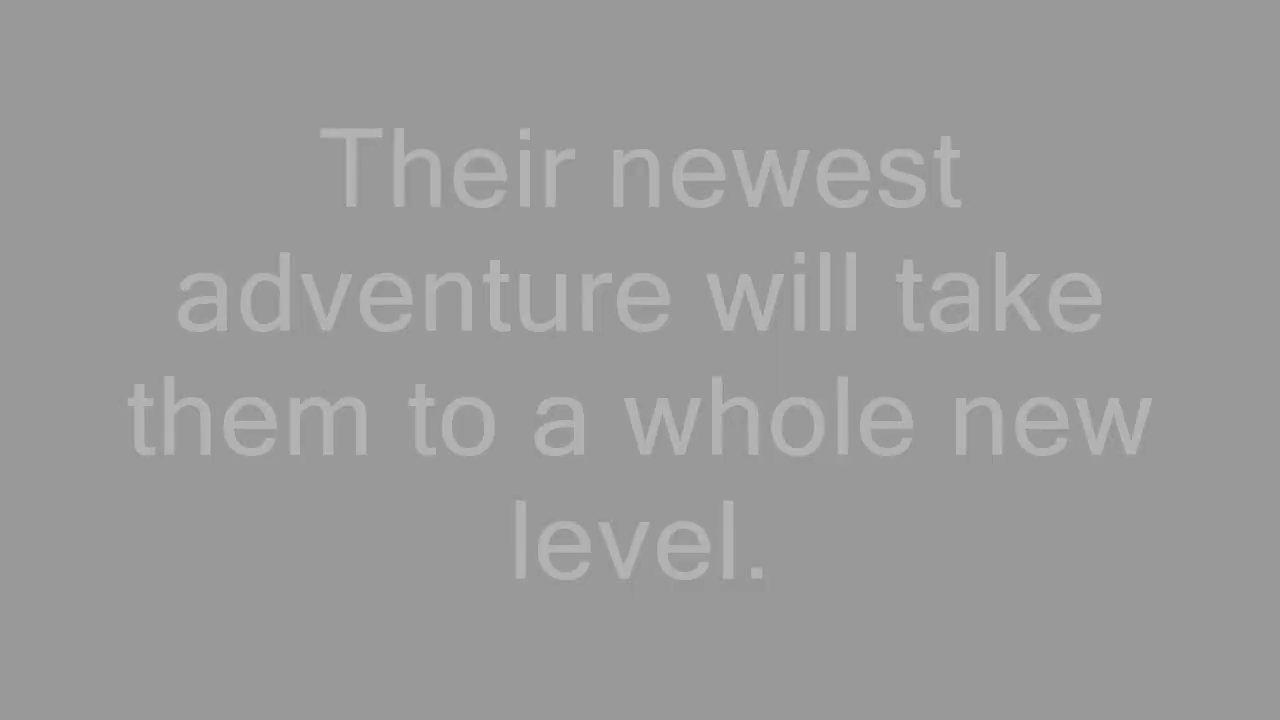 Their newest
adventure will take
them to a whole new
level.